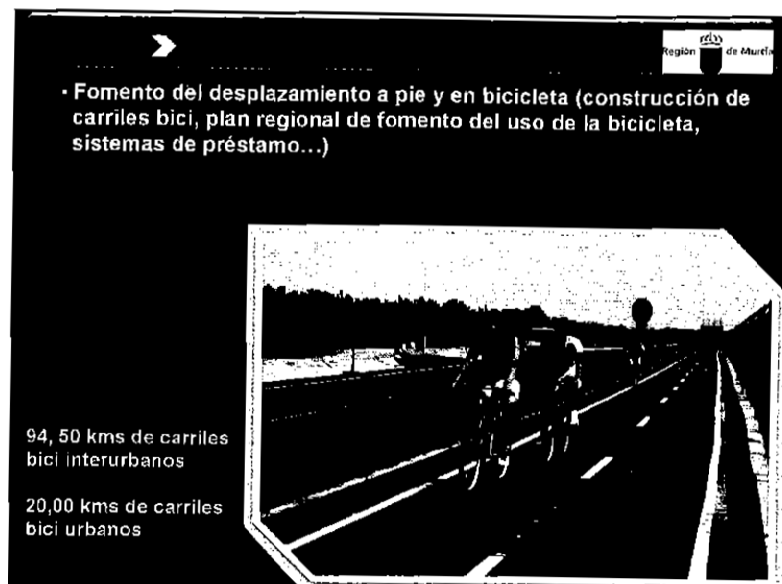 Región de Murcia
· Fomento del desplazamiento a pie y en bicicleta (construcción de
carriles bici, plan regional de fomento del uso de la bicicleta,
sistemas de préstamo...)
94, 50 kms de carriles
bici interurbanos
20,00 kms de carriles
bici urbanos